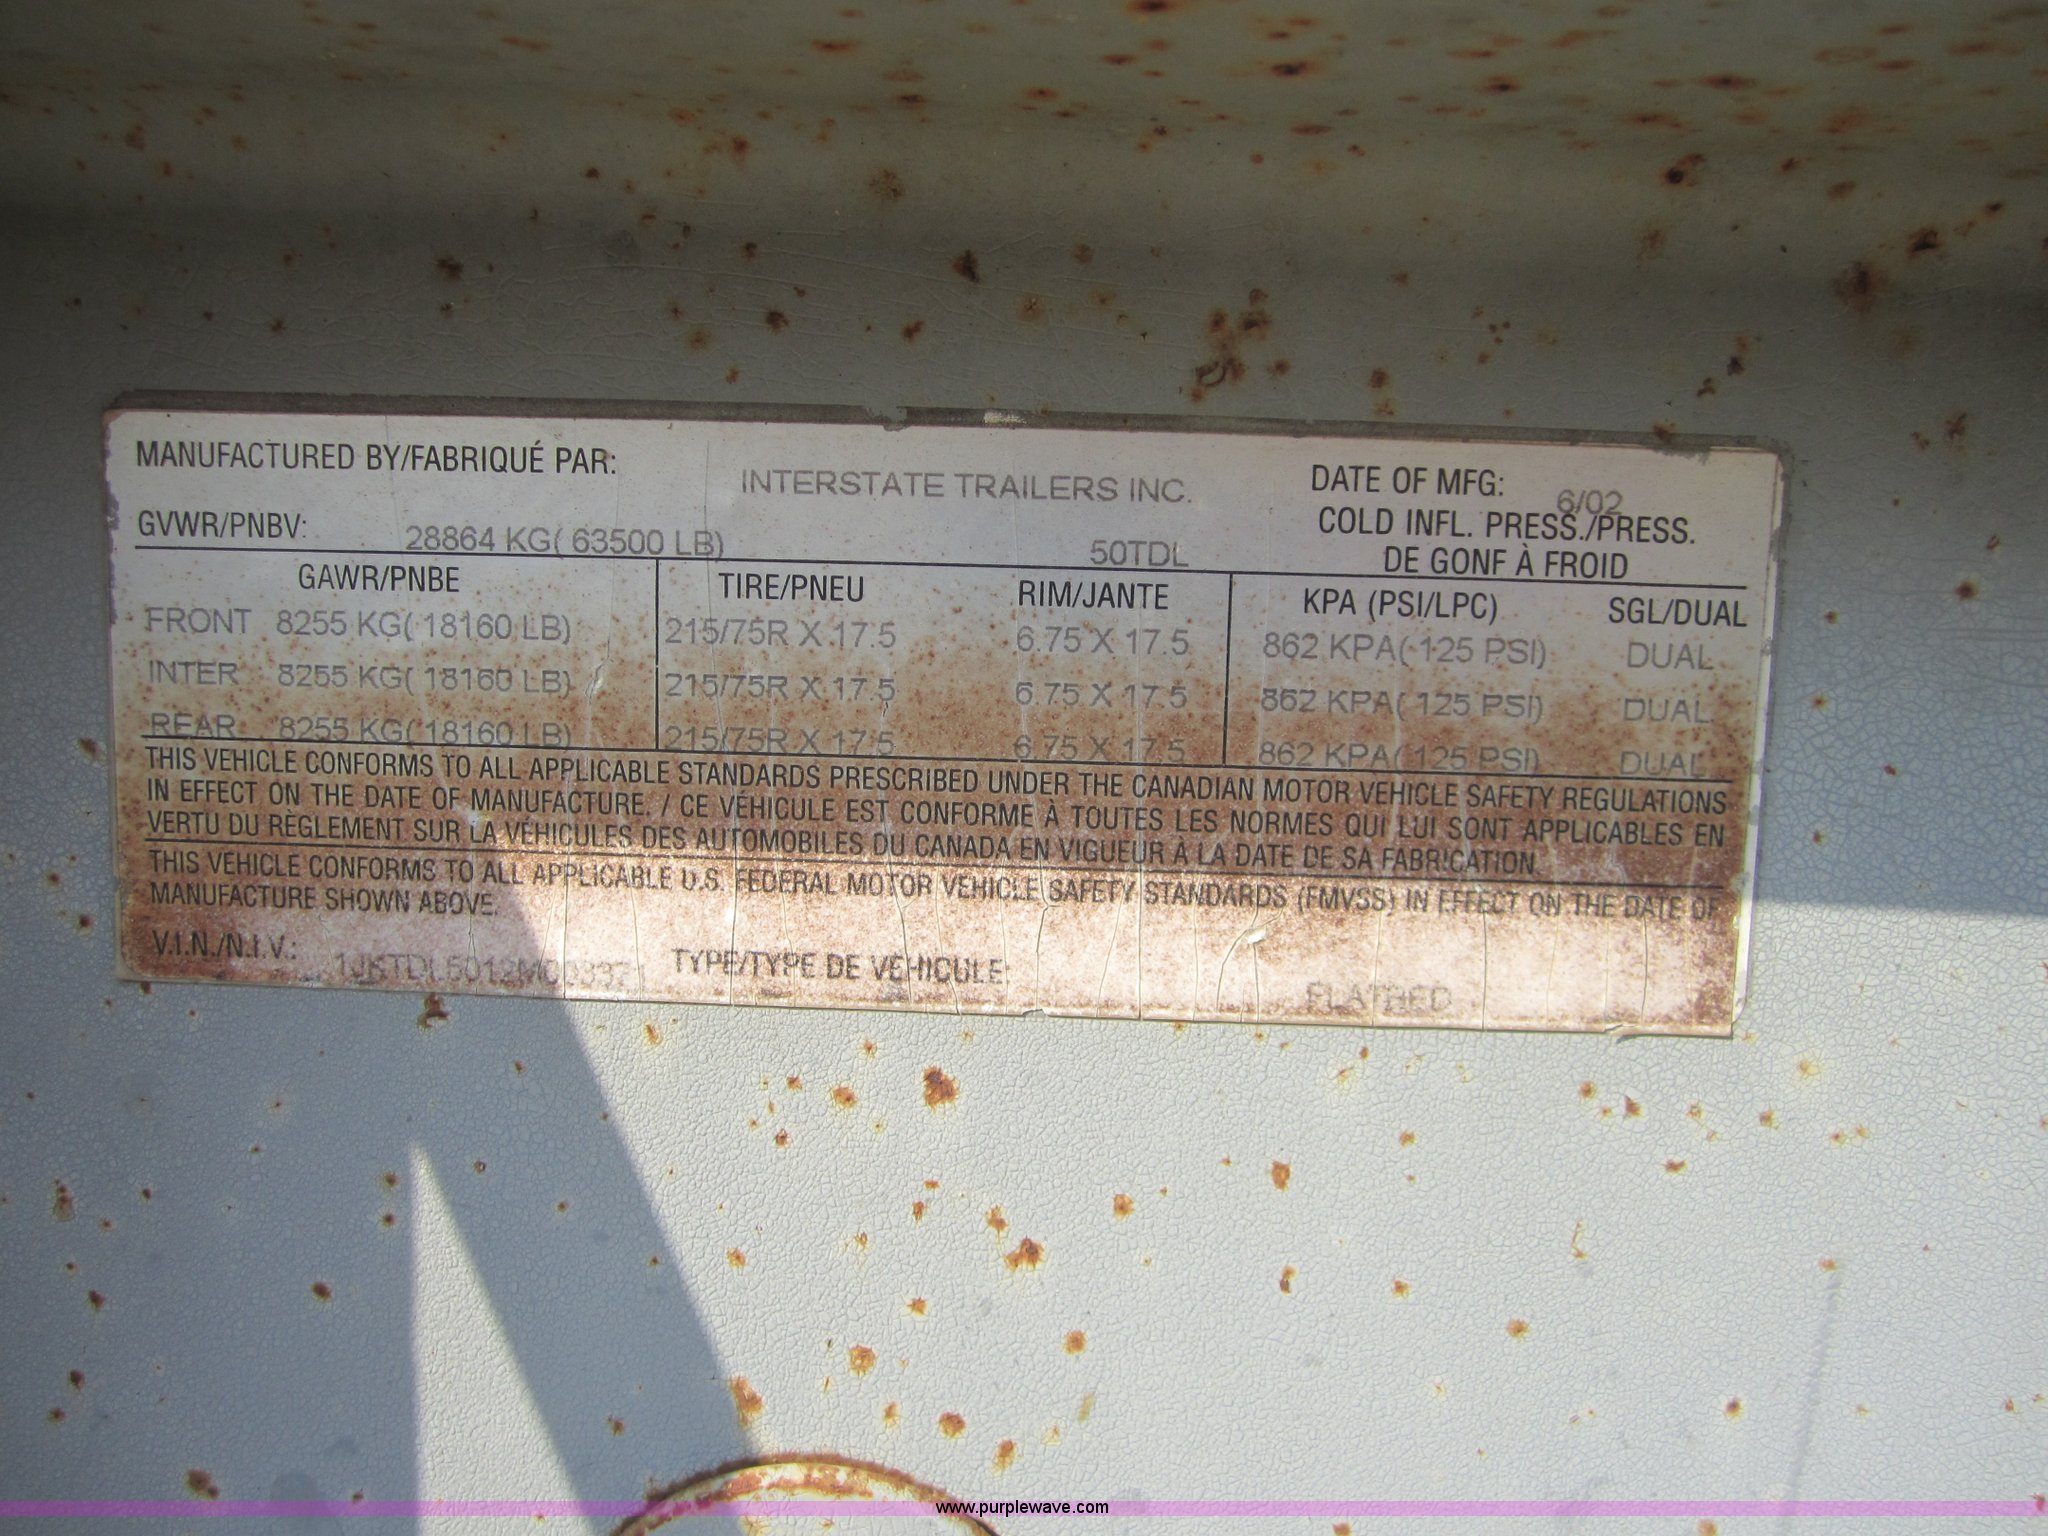 MANUFACTURED BY/FABRIQUÉ PAR: INTERSTATE TRAILERS INC. DATE OF MFG: 6/02
GVWR/PNBV: 28864 KG( 63500 LB) 50TDL COLD INFL. PRESS./PRESS.
DE GONF À FROID
GAWR/PNBE TIRE/PNEU RIM/JANTE KPA (PSI/LPC) SGL/DUAL
FRONT 8255 KG( 18160 LB) 215/75R X 17.5 6.75 X 17.5 862 KPA( 125 PSI) DUAL
INTER 8255 KG( 18160 LB) 215/75R X 17.5 6.75 X 17.5 862 KPA( 125 PSI) DUAL
REAR 8255 KG( 18160 LB) 215/75R X 17.5 6.75 X 17.5 862 KPA( 125 PSI) DUAL
THIS VEHICLE CONFORMS TO ALL APPLICABLE STANDARDS PRESCRIBED UNDER THE CANADIAN MOTOR VEHICLE SAFETY REGULATIONS
IN EFFECT ON THE DATE OF MANUFACTURE. / CE VÉHICULE EST CONFORME À TOUTES LES NORMES QUI LUI SONT APPLICABLES EN
VERTU DU RÈGLEMENT SUR LA VÉHICULES DES AUTOMOBILES DU CANADA EN VIGUEUR À LA DATE DE SA FABRICATION.
THIS VEHICLE CONFORMS TO ALL APPLICABLE U.S. FEDERAL MOTOR VEHICLE SAFETY STANDARDS (FMVSS) IN EFFECT ON THE DATE OF
MANUFACTURE SHOWN ABOVE.
V.I.N./N.I.V.: TYPE/TYPE DE VÉHICULE: FLATBED
www.purplewave.com